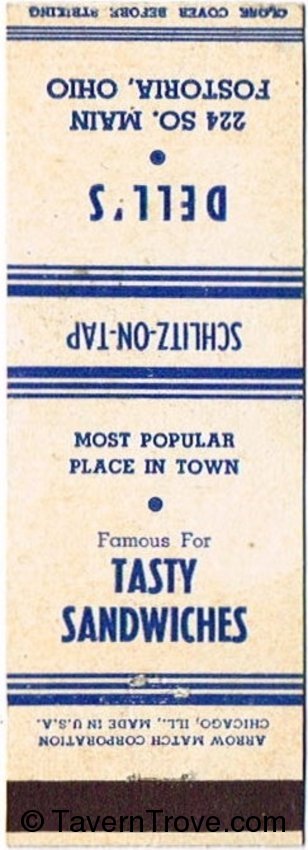 CLOSE COVER BEFORE STRIKING
DELL'S
224 SO. MAIN
FOSTORIA, OHIO
SCHLITZ-ON-TAP
MOST POPULAR
PLACE IN TOWN
Famous For
TASTY
SANDWICHES
ARROW MATCH CORPORATION
CHICAGO, ILL., MADE IN U.S.A.
© TavernTrove.com